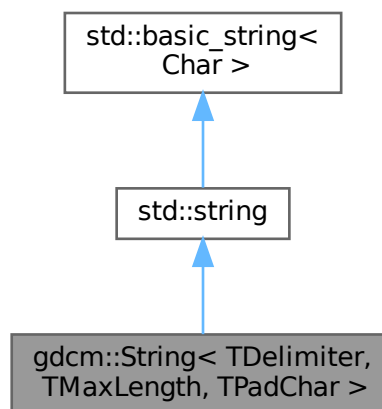 std::basic_string<
Char >
std::string
gdcm::String< TDelimiter,
TMaxLength, TPadChar >